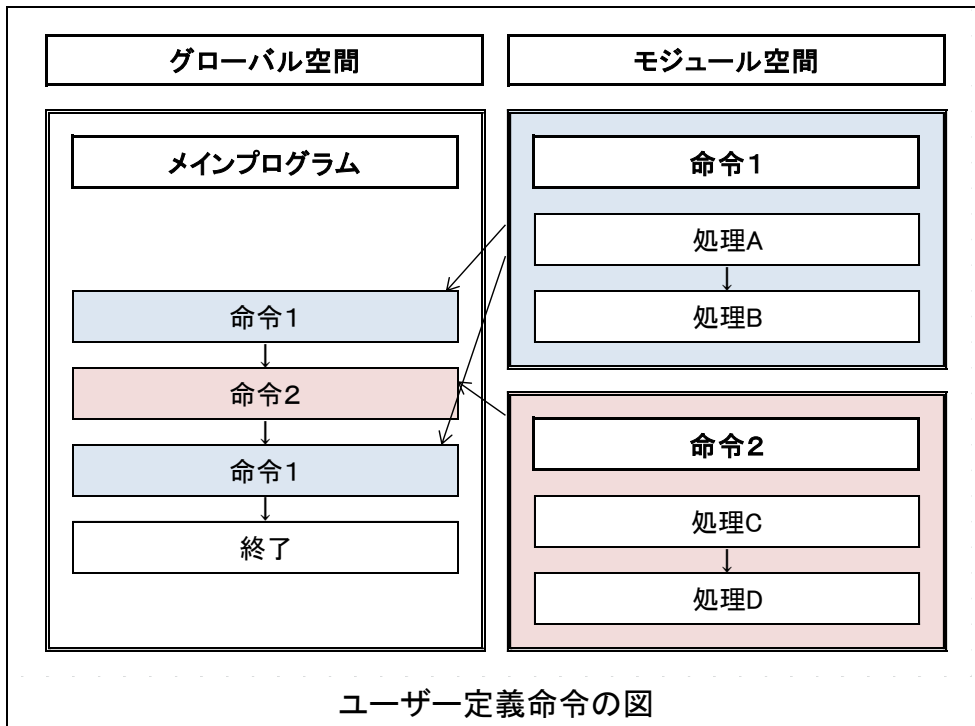 グローバル空間
モジュール空間
メインプログラム
命令1
↓
命令2
↓
命令1
↓
終了
命令1
処理A
↓
処理B
命令2
処理C
↓
処理D
ユーザー定義命令の図